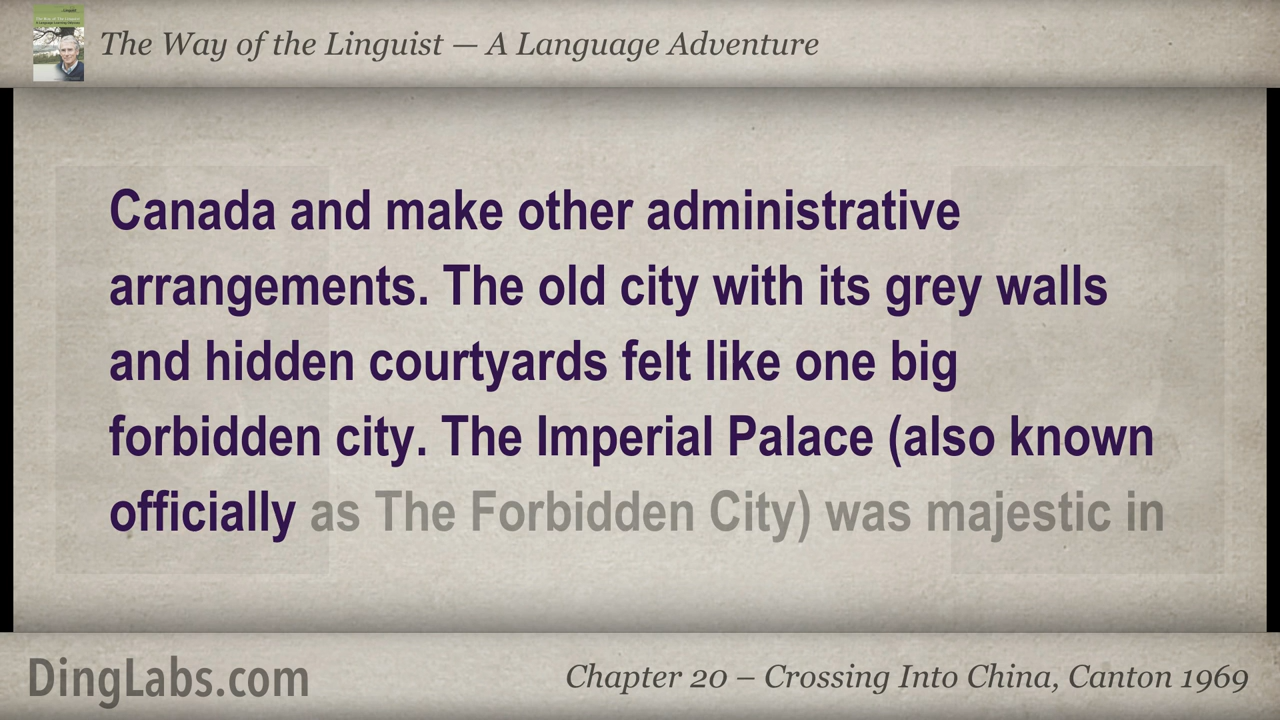 The Way of the Linguist — A Language Adventure
Canada and make other administrative
arrangements. The old city with its grey walls
and hidden courtyards felt like one big
forbidden city. The Imperial Palace (also known
officially as The Forbidden City) was majestic in
DingLabs.com
Chapter 20 – Crossing Into China, Canton 1969